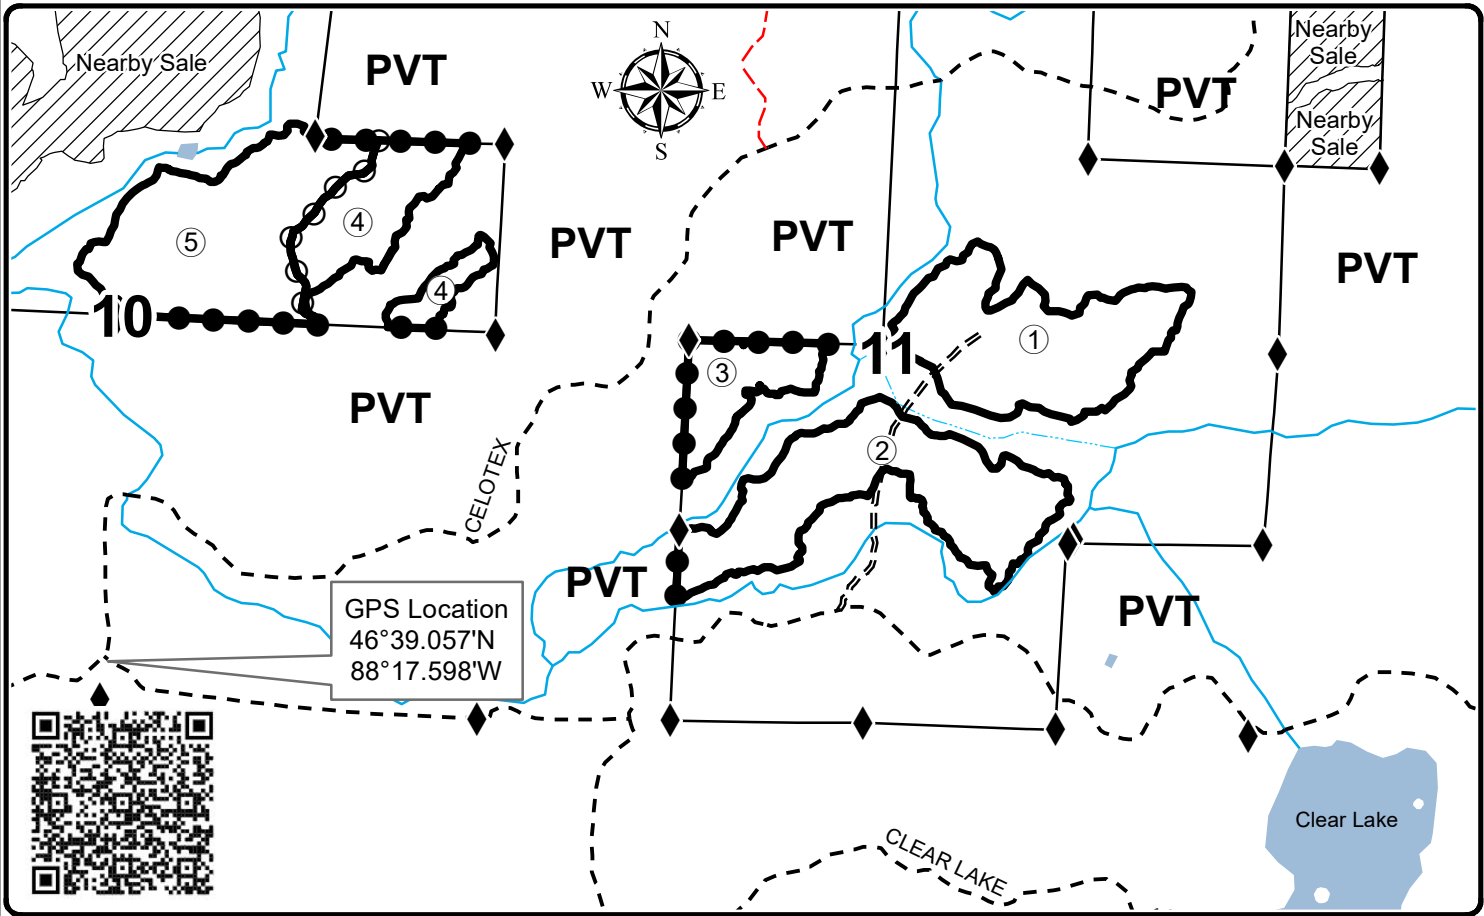 Nearby Sale
PVT
N
W
E
S
Nearby
Sale
PVT
Nearby
Sale
5
4
4
PVT
PVT
PVT
10
11
1
3
PVT
2
CELOTEX
PVT
PVT
GPS Location
46°39.057'N
88°17.598'W
Clear Lake
CLEAR LAKE